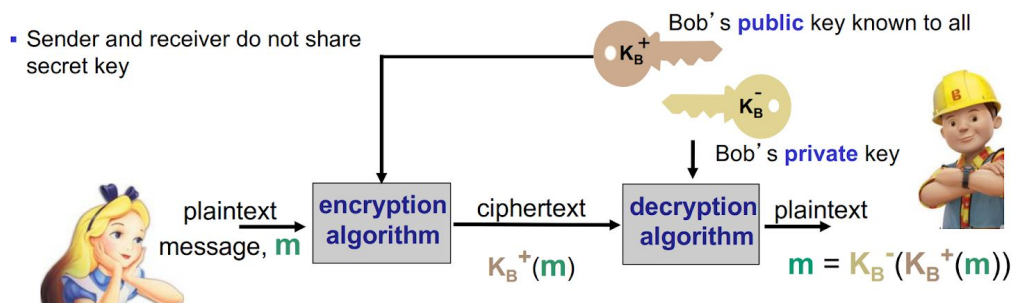 ▪ Sender and receiver do not share
secret key
Bob's public key known to all
K_B^+
K_B^-
Bob's private key
plaintext
message, m
encryption
algorithm
ciphertext
K_B^+(m)
decryption
algorithm
plaintext
m = K_B^-(K_B^+(m))
B